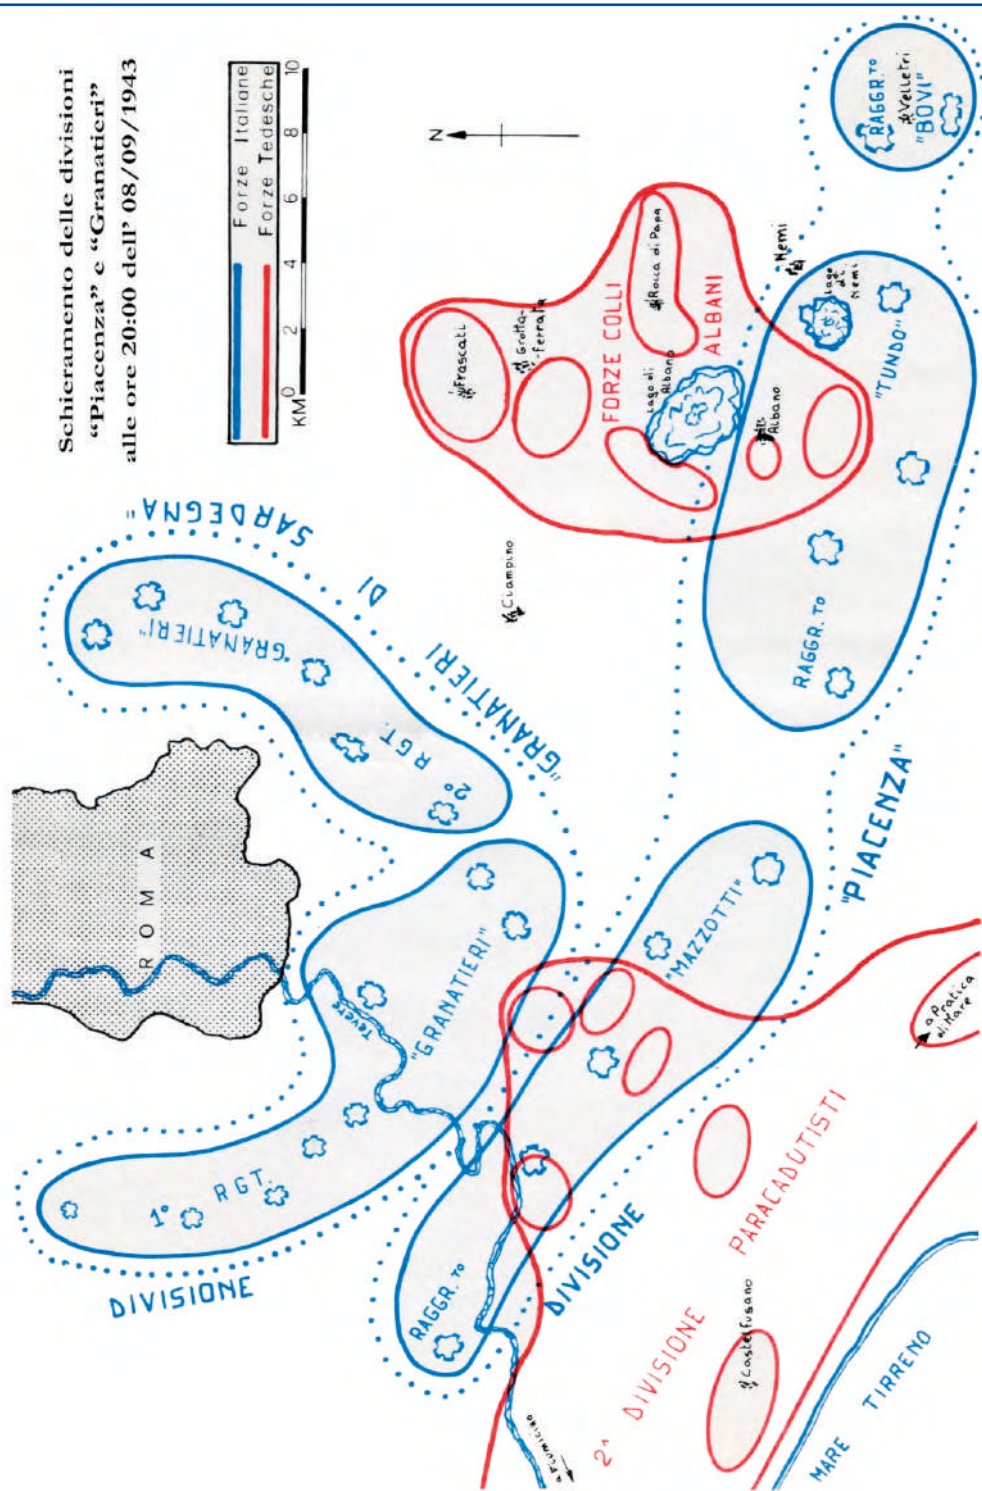 Schieramento delle divisioni
"Piacenza" e "Granatieri"
alle ore 20:00 dell' 08/09/1943
Forze Italiane
Forze Tedesche
KM 0 2 4 8 10
N
ROMA
Tevere
DIVISIONE
"GRANATIERI
DI
SARDEGNA"
1° RGT.
"GRANATIERI"
2° RGT.
"GRANATIERI"
Ciampino
Frascati
Grotta-
-ferrata
FORZE COLLI
ALBANI
Rocca di Papa
Lago di
Albano
Albano
Nemi
Lago
di
Nemi
RAGGR.TO
"TUNDO"
RAGGR.TO
Velletri
"BOVI"
DIVISIONE
"PIACENZA"
RAGGR.TO
"MAZZOTTI"
a Fiumicino
2ᴬ DIVISIONE PARACADUTISTI
Castelfusano
a Pratica
di Mare
MARE TIRRENO